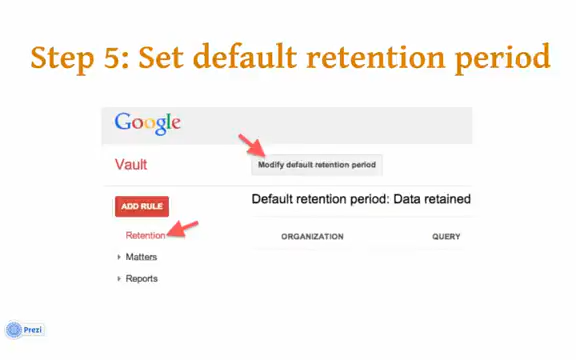 Step 5: Set default retention period
Google
Vault
Modify default retention period
ADD RULE
Default retention period: Data retained
Retention
ORGANIZATION QUERY
Matters
Reports
Prezi